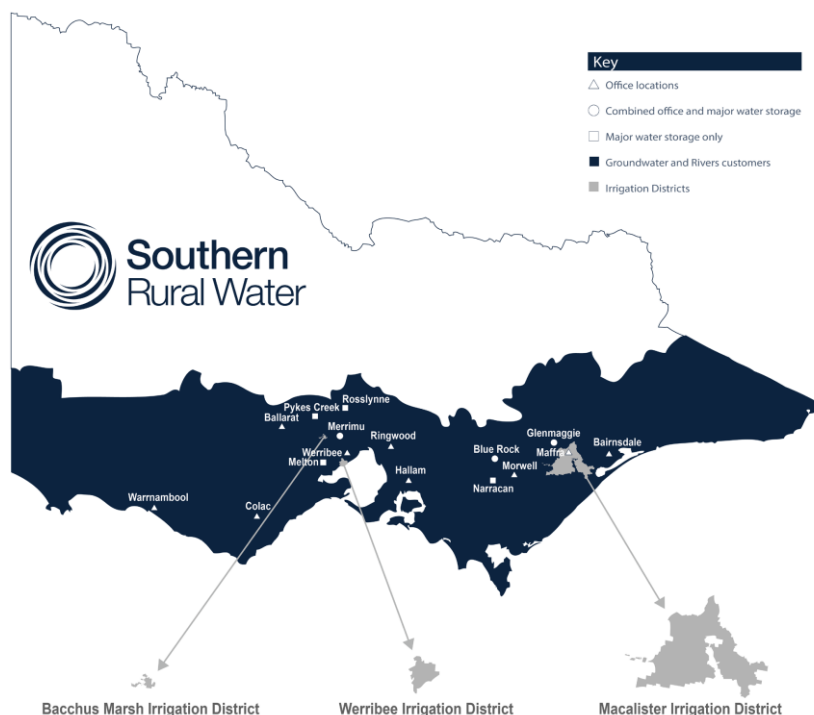 Key
Office locations
Combined office and major water storage
Major water storage only
Groundwater and Rivers customers
Irrigation Districts
Southern
Rural Water
Rosslynne
Pykes Creek
Ballarat
Merrimu
Ringwood
Werribee
Melton
Hallam
Warrnambool
Colac
Glenmaggie
Maffra
Bairnsdale
Blue Rock
Morwell
Narracan
Bacchus Marsh Irrigation District
Werribee Irrigation District
Macalister Irrigation District